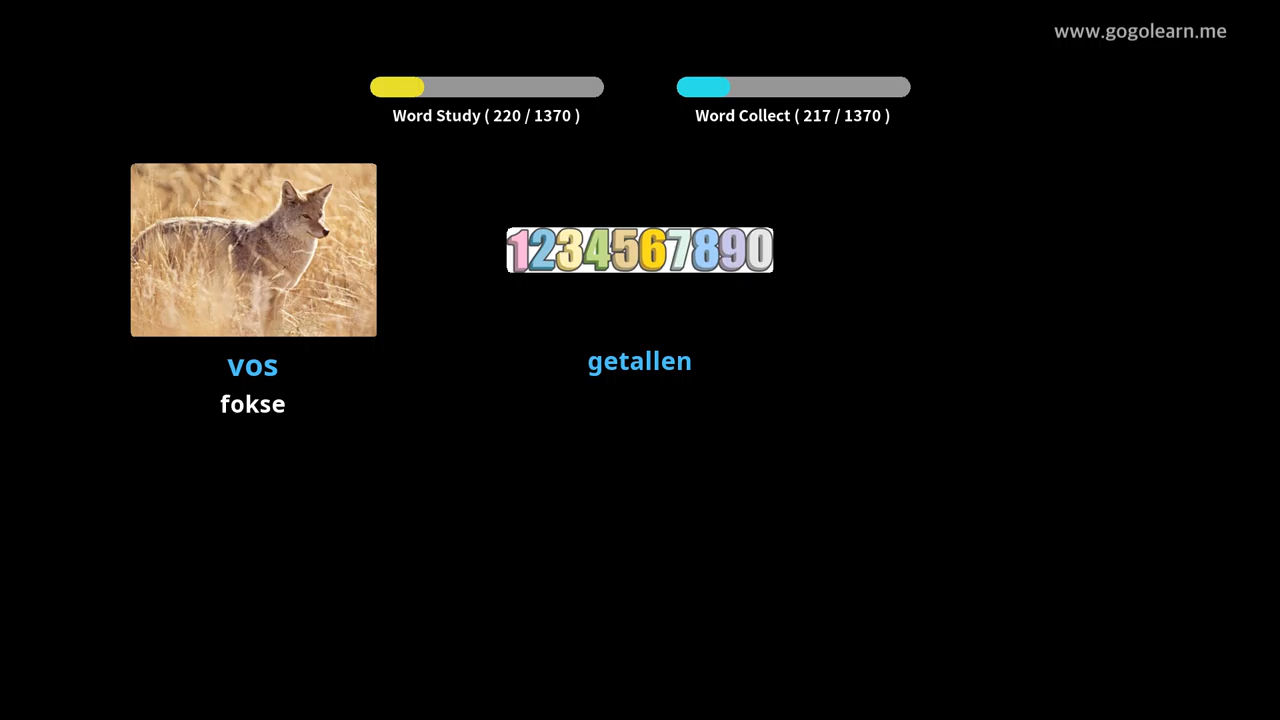 www.gogolearn.me
Word Study ( 220 / 1370 )
Word Collect ( 217 / 1370 )
1234567890
vos
getallen
fokse